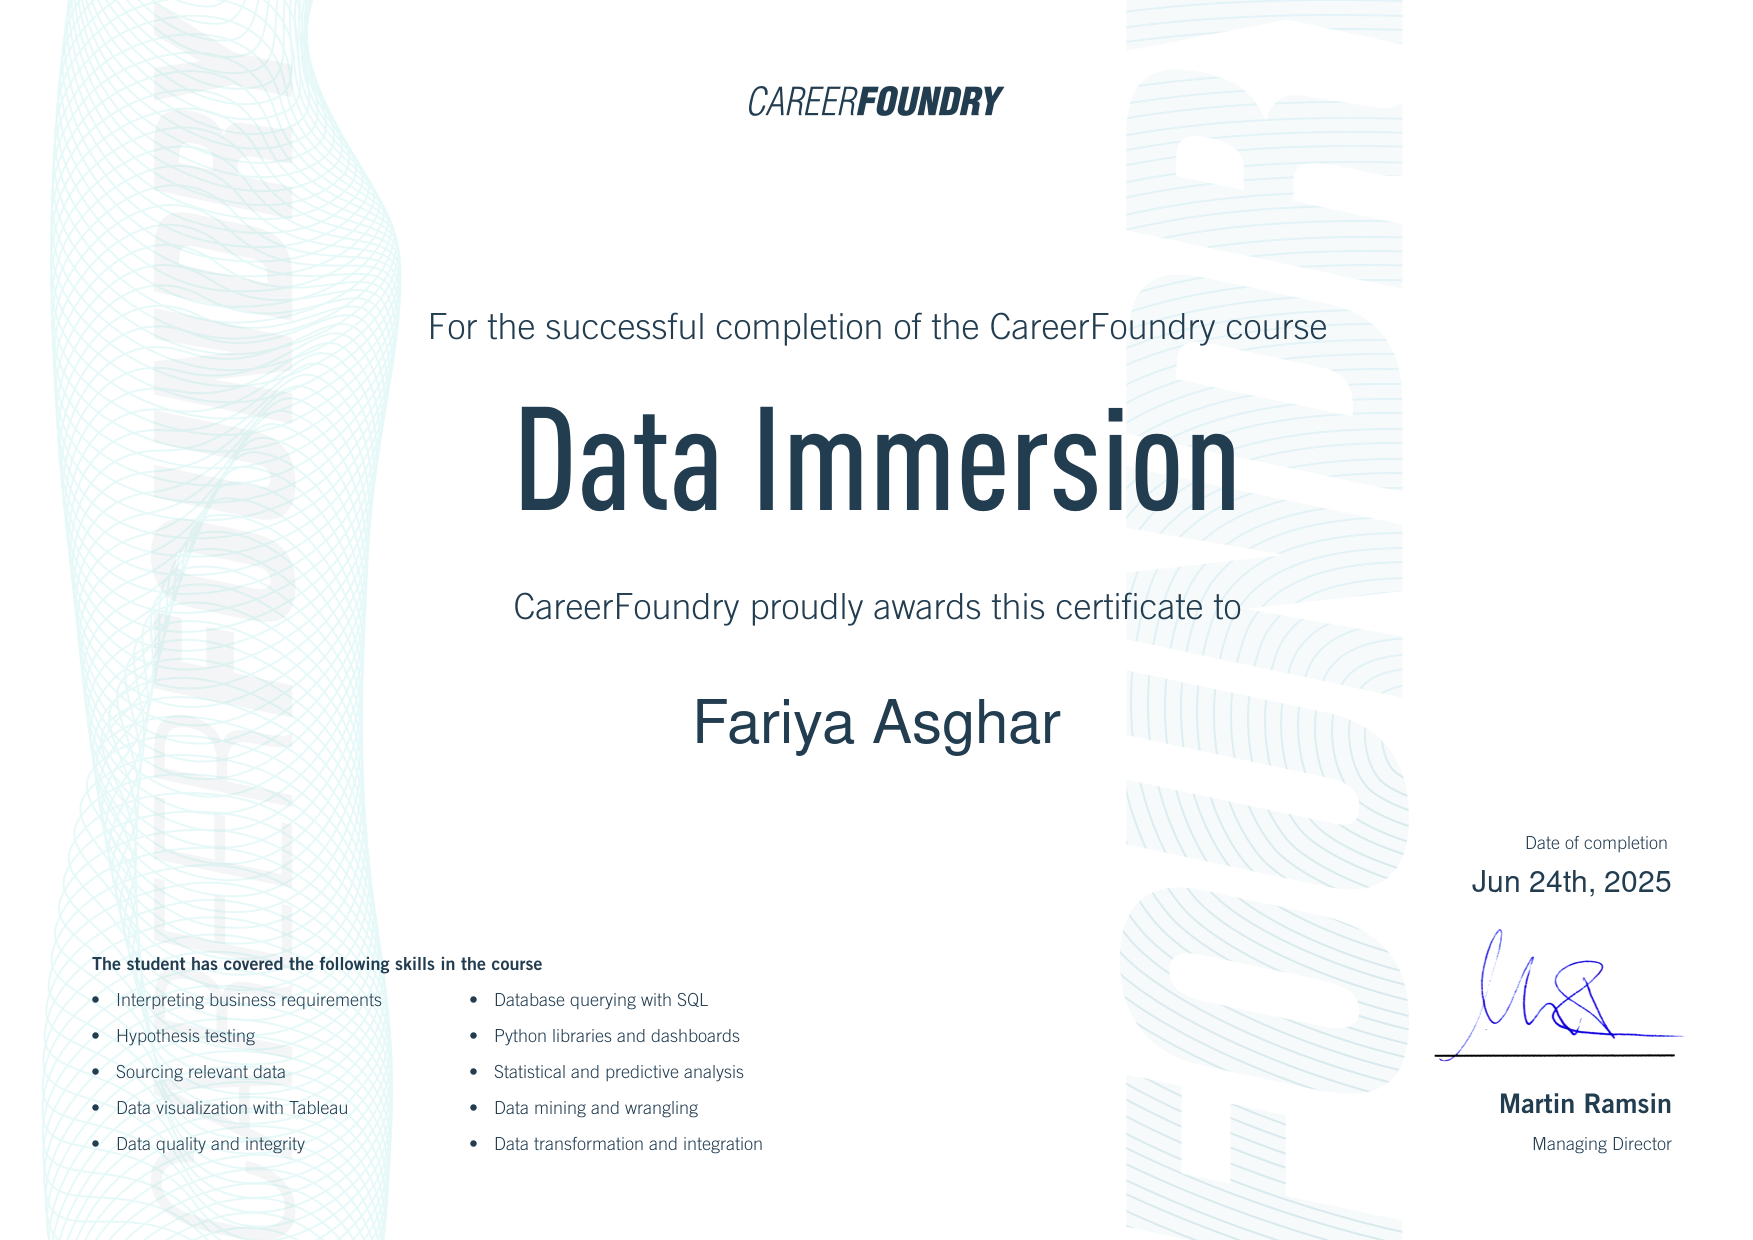 CAREERFOUNDRY
For the successful completion of the CareerFoundry course
Data Immersion
CareerFoundry proudly awards this certificate to
Fariya Asghar
Date of completion
Jun 24th, 2025
The student has covered the following skills in the course
• Interpreting business requirements
• Hypothesis testing
• Sourcing relevant data
• Data visualization with Tableau
• Data quality and integrity
• Database querying with SQL
• Python libraries and dashboards
• Statistical and predictive analysis
• Data mining and wrangling
• Data transformation and integration
Martin Ramsin
Managing Director
CAREERFOUNDRY
FOUNDRY